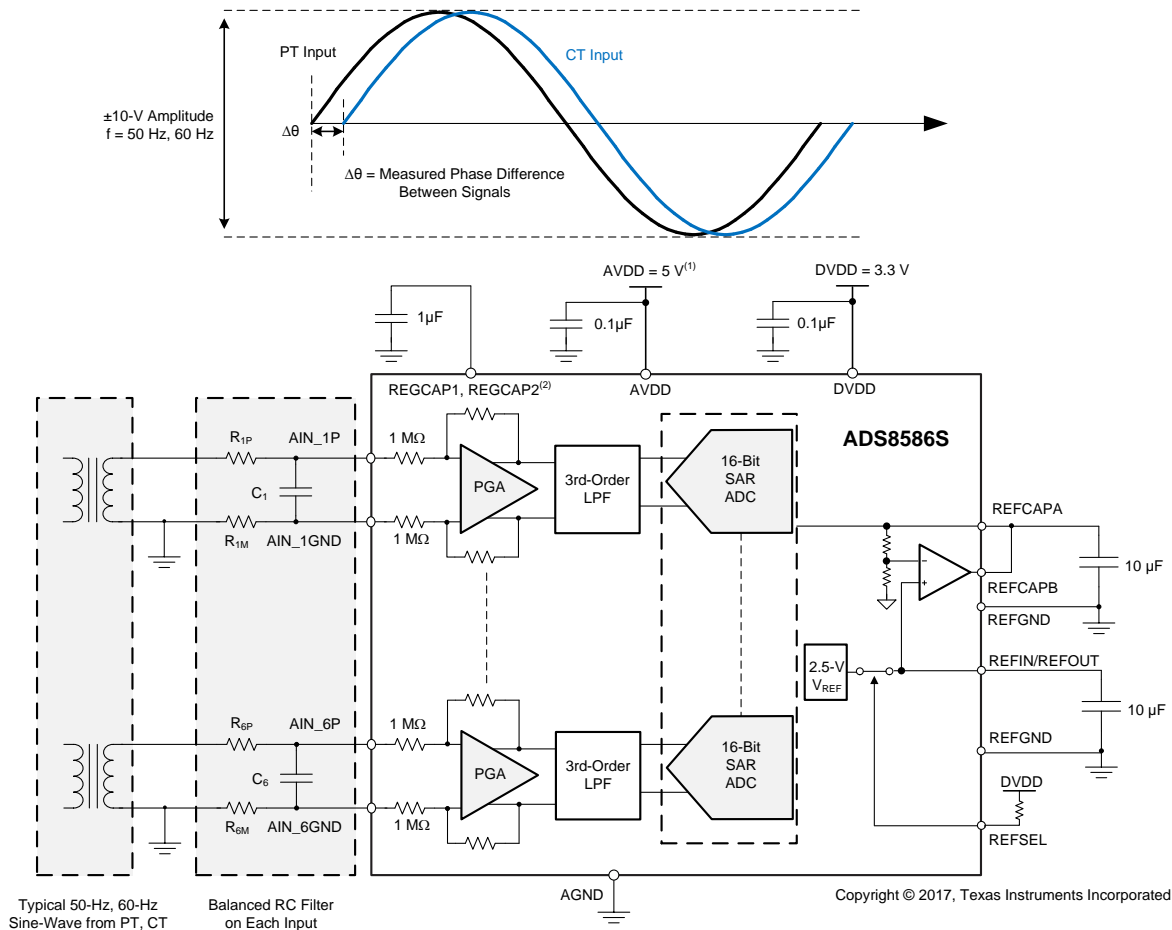 PT Input
CT Input
±10-V Amplitude
f = 50 Hz, 60 Hz
Δθ
Δθ = Measured Phase Difference
Between Signals
AVDD = 5 V(1)
DVDD = 3.3 V
1µF
0.1µF
0.1µF
REGCAP1, REGCAP2(2)
AVDD
DVDD
ADS8586S
R1P
AIN_1P
1 MΩ
C1
PGA
3rd-Order
LPF
16-Bit
SAR
ADC
R1M
AIN_1GND
1 MΩ
REFCAPA
10 µF
REFCAPB
REFGND
2.5-V
VREF
REFIN/REFOUT
10 µF
REFGND
R6P
AIN_6P
1 MΩ
C6
PGA
3rd-Order
LPF
16-Bit
SAR
ADC
R6M
AIN_6GND
1 MΩ
DVDD
REFSEL
AGND
Copyright © 2017, Texas Instruments Incorporated
Typical 50-Hz, 60-Hz
Sine-Wave from PT, CT
Balanced RC Filter
on Each Input